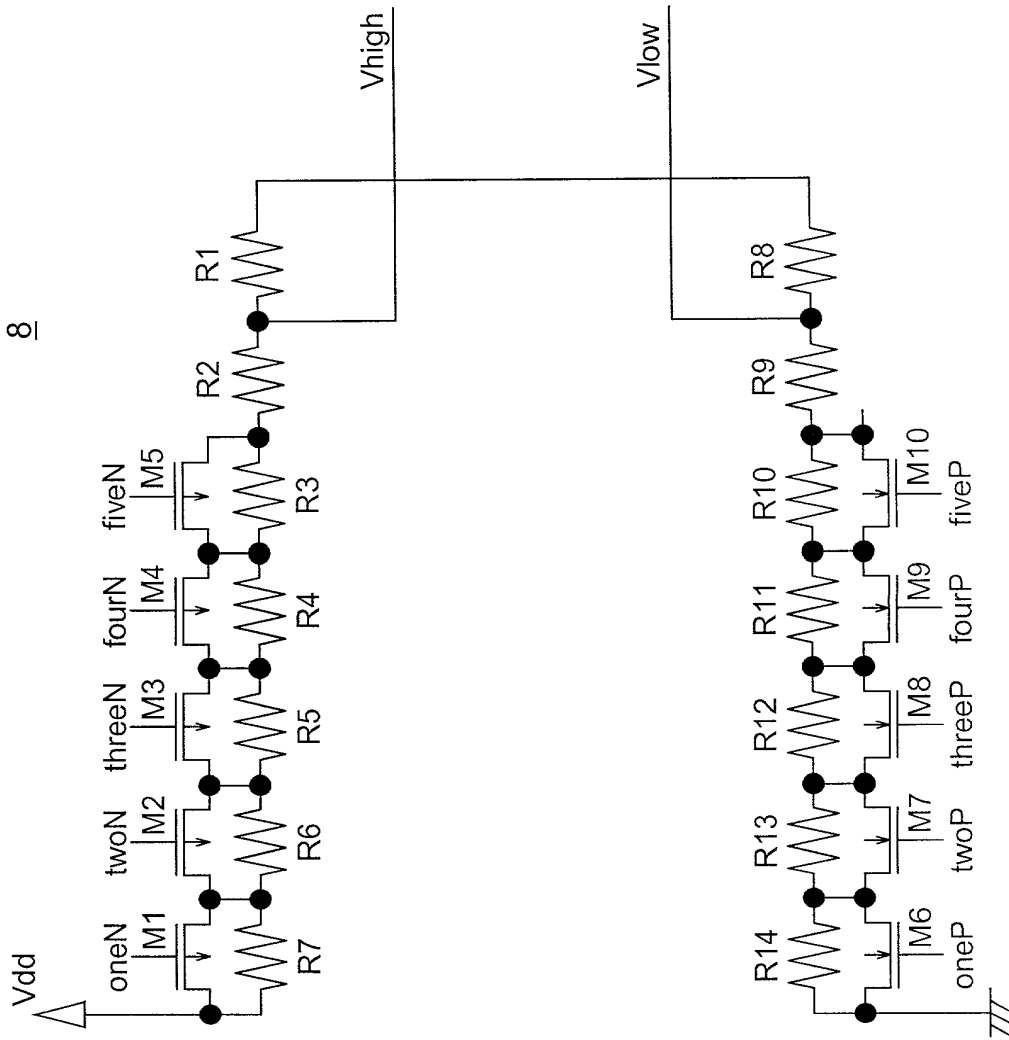 8
Vdd
Vhigh
Vlow
oneN
twoN
threeN
fourN
fiveN
M1
M2
M3
M4
M5
R7
R6
R5
R4
R3
R2
R1
R14
R13
R12
R11
R10
R9
R8
M6
M7
M8
M9
M10
oneP
twoP
threeP
fourP
fiveP